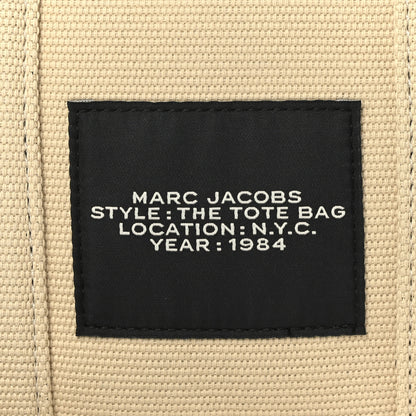 MARC JACOBS
STYLE : THE TOTE BAG
LOCATION : N.Y.C.
YEAR : 1984